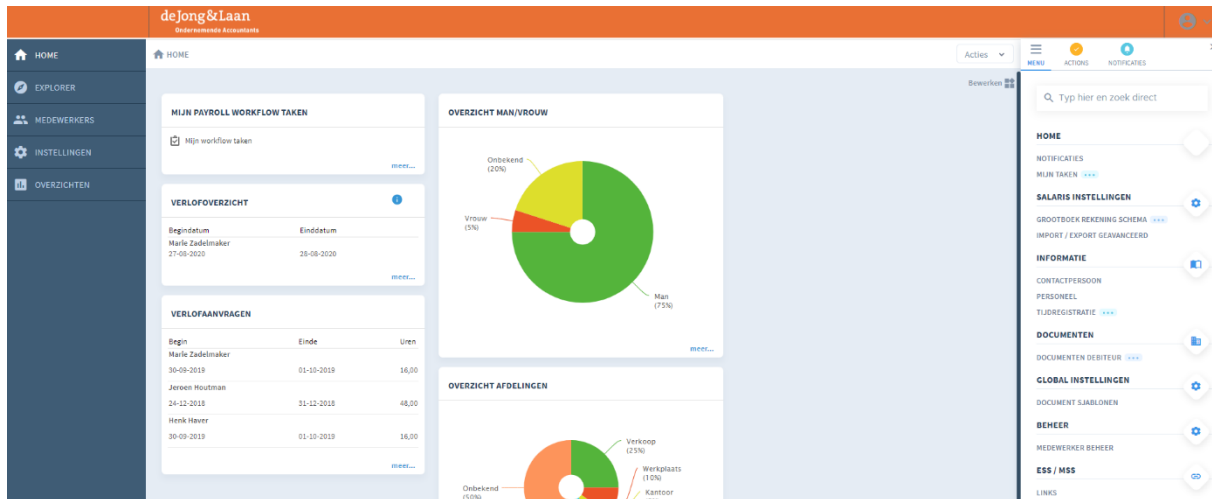 deJong&Laan
Ondernemende Accountants
HOME
EXPLORER
MEDEWERKERS
INSTELLINGEN
OVERZICHTEN
HOME
Acties
Bewerken
MIJN PAYROLL WORKFLOW TAKEN
Mijn workflow taken
meer...
VERLOFOVERZICHT
Begindatum Einddatum
Marle Zadelmaker
27-08-2020 28-08-2020
meer...
VERLOFAANVRAGEN
Begin Einde Uren
Marle Zadelmaker
30-09-2019 01-10-2019 16,00
Jeroen Houtman
24-12-2018 31-12-2018 48,00
Henk Haver
30-09-2019 01-10-2019 16,00
meer...
OVERZICHT MAN/VROUW
Onbekend
(20%)
Vrouw
(5%)
Man
(75%)
meer...
OVERZICHT AFDELINGEN
Verkoop
(25%)
Werkplaats
(10%)
Kantoor
Onbekend
(50%)
MENU ACTIONS NOTIFICATIES
Typ hier en zoek direct
HOME
NOTIFICATIES
MIJN TAKEN
SALARIS INSTELLINGEN
GROOTBOEK REKENING SCHEMA
IMPORT / EXPORT GEAVANCEERD
INFORMATIE
CONTACTPERSOON
PERSONEEL
TIJDREGISTRATIE
DOCUMENTEN
DOCUMENTEN DEBITEUR
GLOBAL INSTELLINGEN
DOCUMENT SJABLONEN
BEHEER
MEDEWERKER BEHEER
ESS / MSS
LINKS